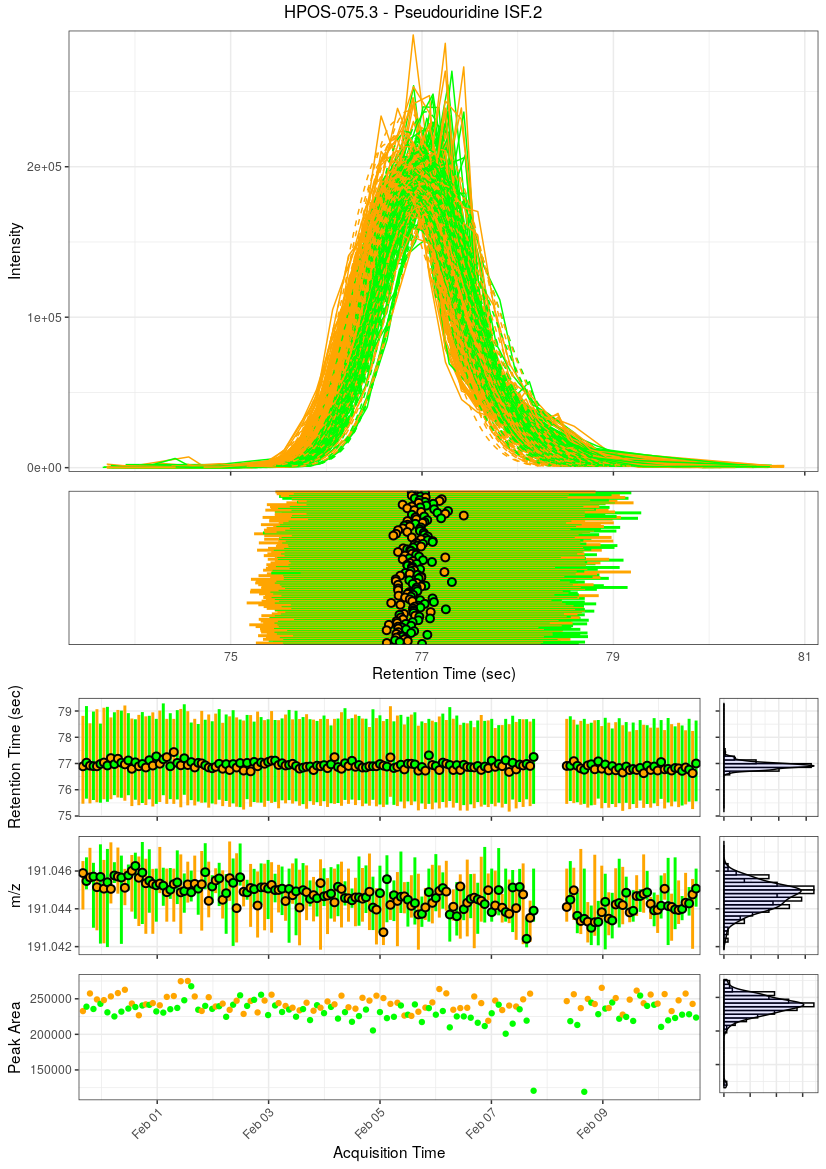 HPOS-075.3 - Pseudouridine ISF.2
Intensity
2e+05
1e+05
0e+00
75
77
79
81
Retention Time (sec)
Retention Time (sec)
79
78
77
76
75
m/z
191.046
191.044
191.042
Peak Area
250000
200000
150000
Feb 01
Feb 03
Feb 05
Feb 07
Feb 09
Acquisition Time